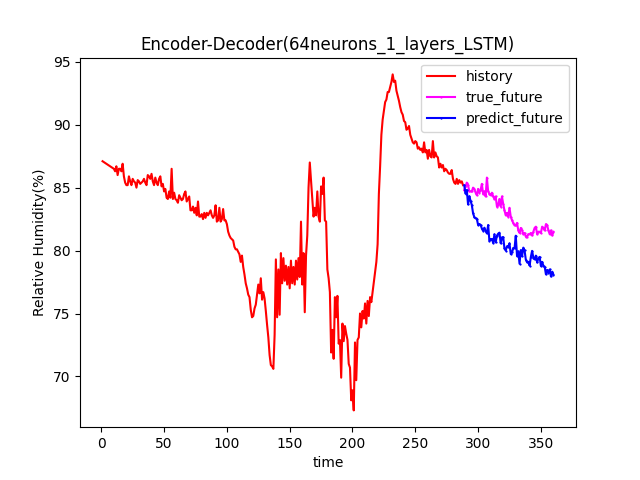 Encoder-Decoder(64neurons_1_layers_LSTM)
history
true_future
predict_future
Relative Humidity(%)
95
90
85
80
75
70
0 50 100 150 200 250 300 350
time